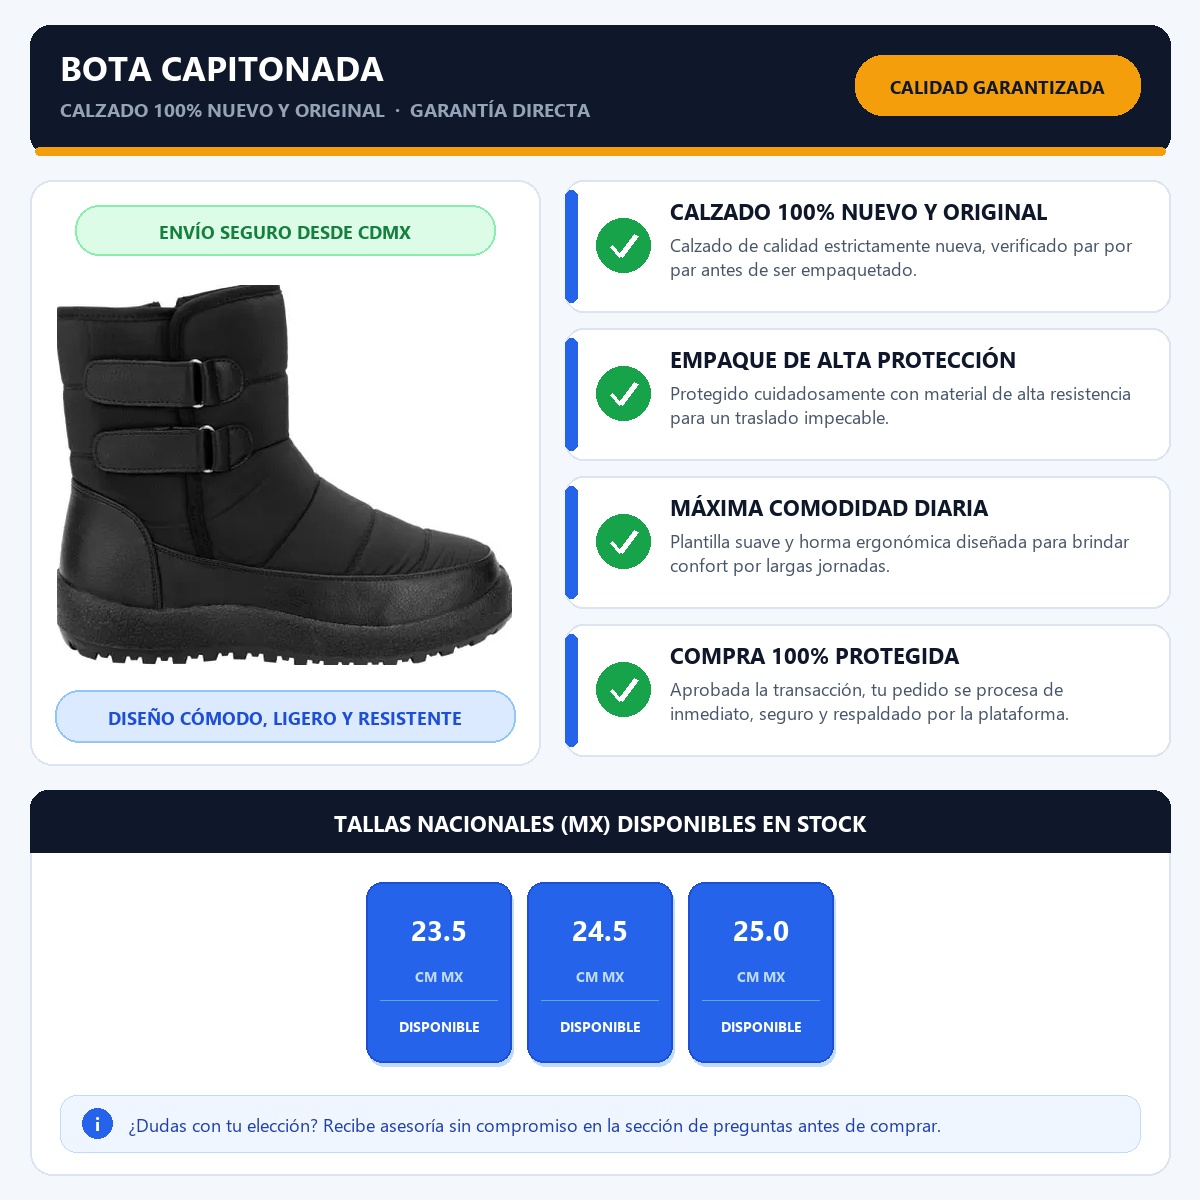 BOTA CAPITONADA
CALZADO 100% NUEVO Y ORIGINAL · GARANTÍA DIRECTA
CALIDAD GARANTIZADA
ENVÍO SEGURO DESDE CDMX
DISEÑO CÓMODO, LIGERO Y RESISTENTE
CALZADO 100% NUEVO Y ORIGINAL
Calzado de calidad estrictamente nueva, verificado par por
par antes de ser empaquetado.
EMPAQUE DE ALTA PROTECCIÓN
Protegido cuidadosamente con material de alta resistencia
para un traslado impecable.
MÁXIMA COMODIDAD DIARIA
Plantilla suave y horma ergonómica diseñada para brindar
confort por largas jornadas.
COMPRA 100% PROTEGIDA
Aprobada la transacción, tu pedido se procesa de
inmediato, seguro y respaldado por la plataforma.
TALLAS NACIONALES (MX) DISPONIBLES EN STOCK
23.5
CM MX
DISPONIBLE
24.5
CM MX
DISPONIBLE
25.0
CM MX
DISPONIBLE
¿Dudas con tu elección? Recibe asesoría sin compromiso en la sección de preguntas antes de comprar.